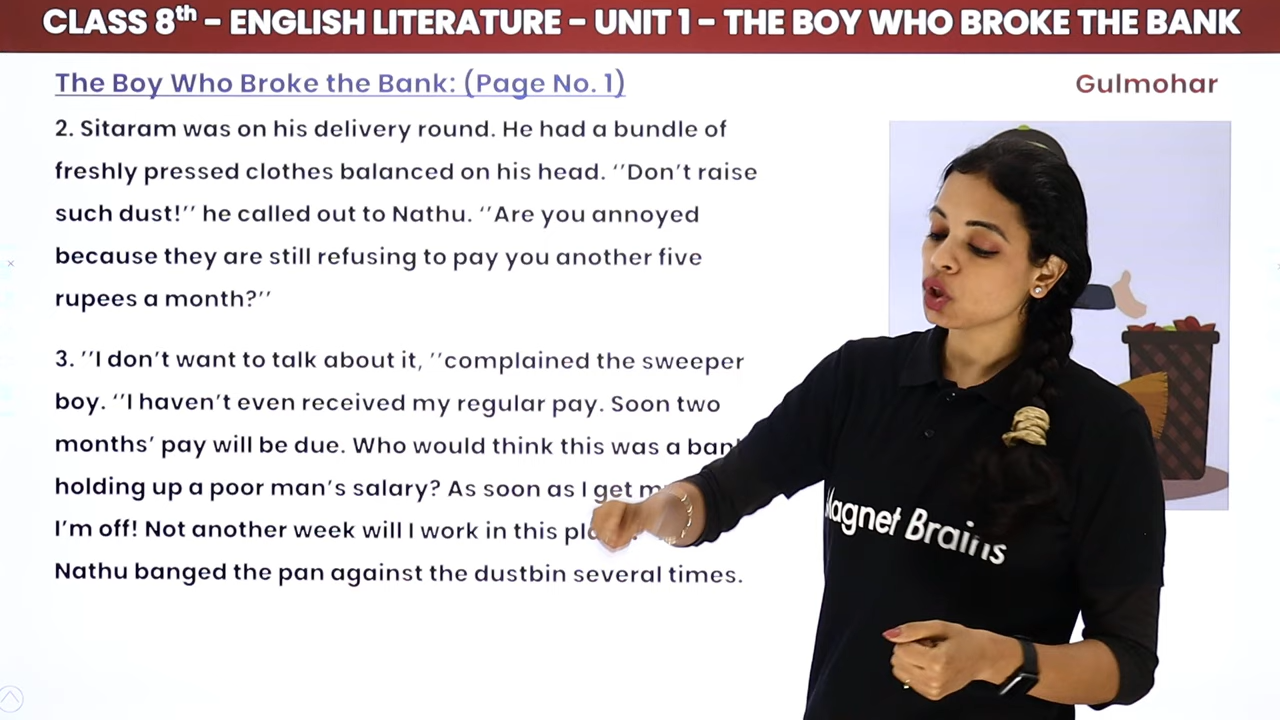 CLASS 8th – ENGLISH LITERATURE – UNIT 1 – THE BOY WHO BROKE THE BANK
The Boy Who Broke the Bank: (Page No. 1)
Gulmohar
2. Sitaram was on his delivery round. He had a bundle of
freshly pressed clothes balanced on his head. ‘‘Don’t raise
such dust!’’ he called out to Nathu. ‘‘Are you annoyed
because they are still refusing to pay you another five
rupees a month?’’
3. ‘‘I don’t want to talk about it, ’’complained the sweeper
boy. ‘‘I haven’t even received my regular pay. Soon two
months’ pay will be due. Who would think this was a
holding up a poor man’s salary? As soon as I get
I’m off! Not another week will I work in this
Nathu banged the pan against the dustbin several times.
Magnet Brains